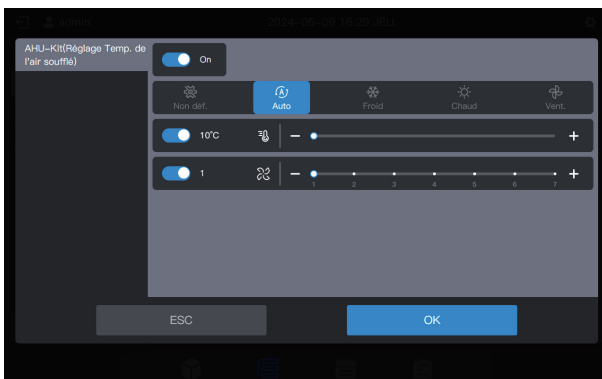 admin
2024-05-09 16:29 JEU.
AHU-Kit(Réglage Temp. de
l'air soufflé)
On
Non déf.
Auto
Froid
Chaud
Vent.
10°C
1
1 2 3 4 5 6 7
ESC
OK